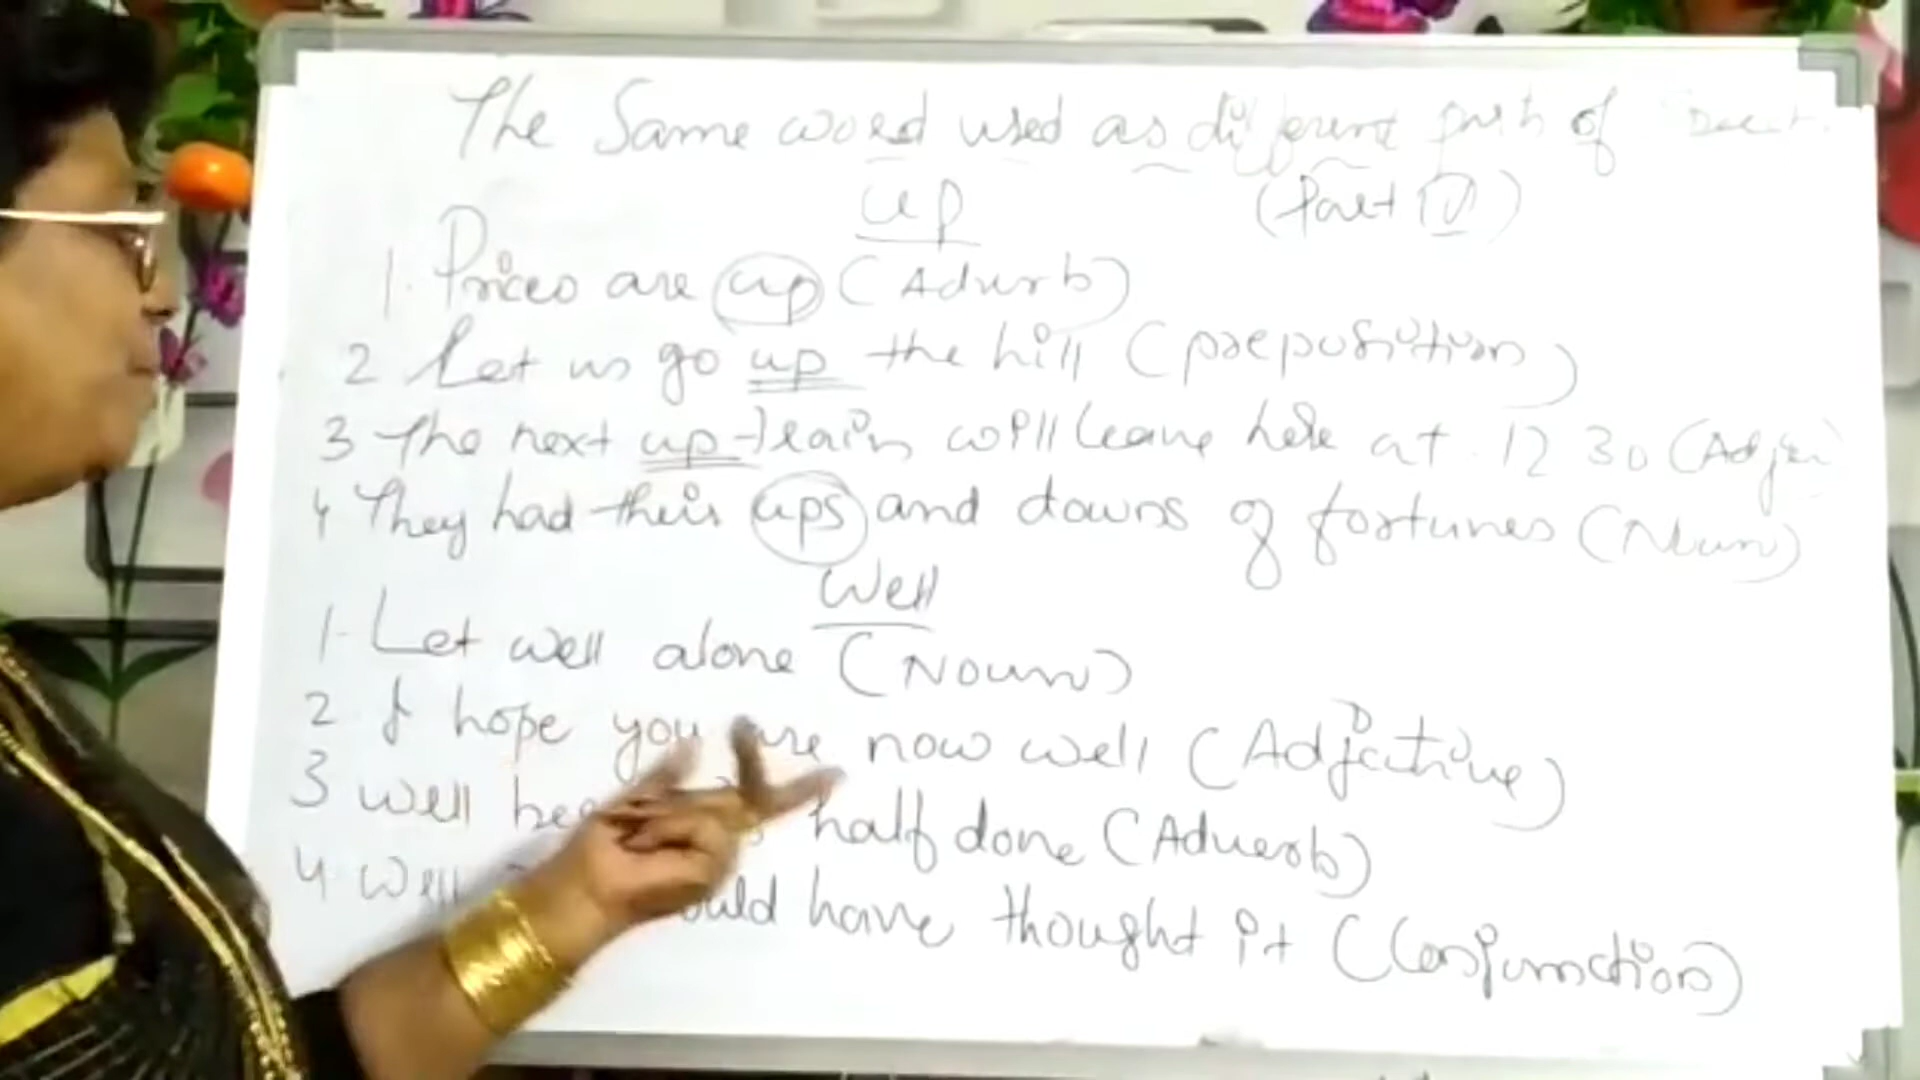 The Same word used as different parts of
up
(Part IV)
1. Prices are up (Adverb)
2 Let us go up the hill (preposition)
3 The next up-train will leave here at 12 30 (Adjec
4 They had their ups and downs of fortunes (Noun)
Well
1. Let well alone (Noun)
2 I hope you are now well (Adjective)
3 well half done (Adverb)
4 Well have thought it (Conjunction)